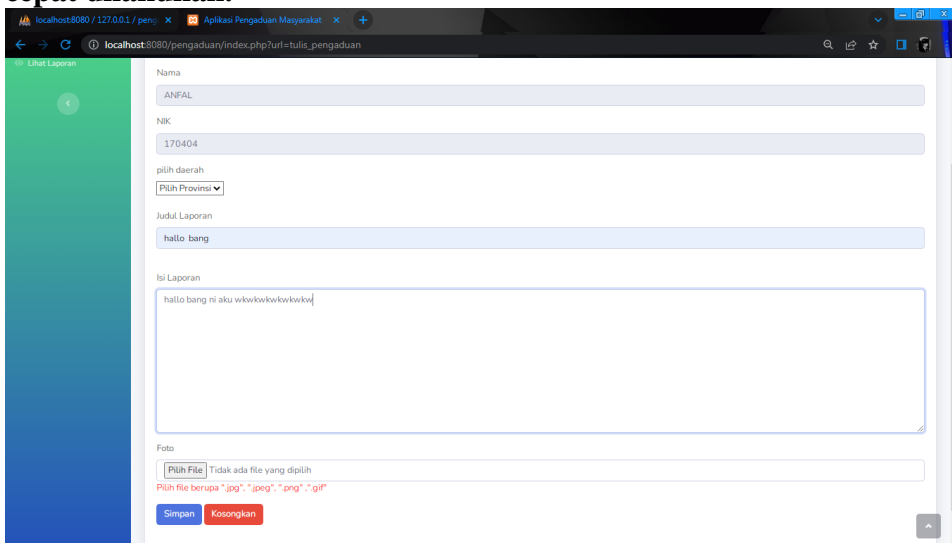 localhost:8080 / 127.0.0.1 / peng
Aplikasi Pengaduan Masyarakat
localhost:8080/pengaduan/index.php?url=tulis_pengaduan
Lihat Laporan
Nama
ANFAL
NIK
170404
pilih daerah
Pilih Provinsi
Judul Laporan
hallo bang
Isi Laporan
hallo bang ni aku wkwkwkwkwkwkw
Foto
Pilih File Tidak ada file yang dipilih
Pilih file berupa ".jpg", ".jpeg", ".png" ,".gif"
Simpan Kosongkan